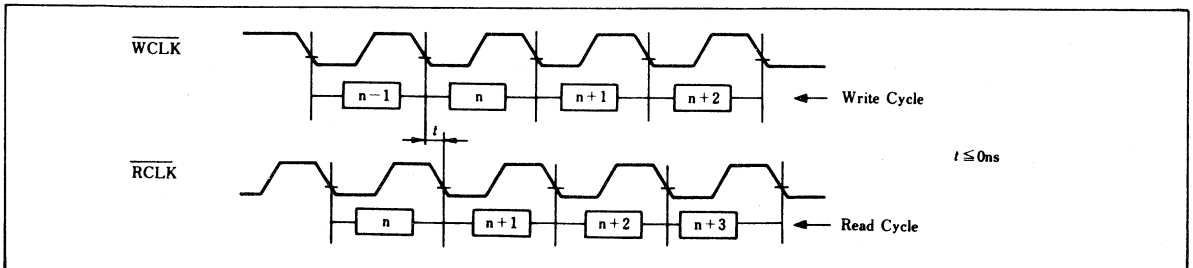 WCLK
n−1 n n+1 n+2 Write Cycle
t
t≦0ns
RCLK
n n+1 n+2 n+3 Read Cycle